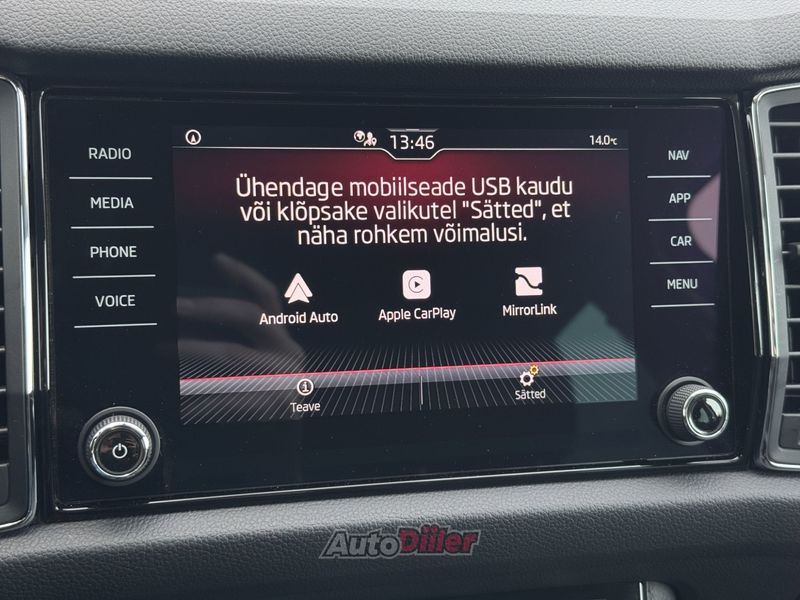 13:46
14.0°C
RADIO
MEDIA
PHONE
VOICE
Ühendage mobiilseade USB kaudu
või klõpsake valikutel "Sätted", et
näha rohkem võimalusi.
Android Auto
Apple CarPlay
MirrorLink
Teave
Sätted
NAV
APP
CAR
MENU
AutoDiiler